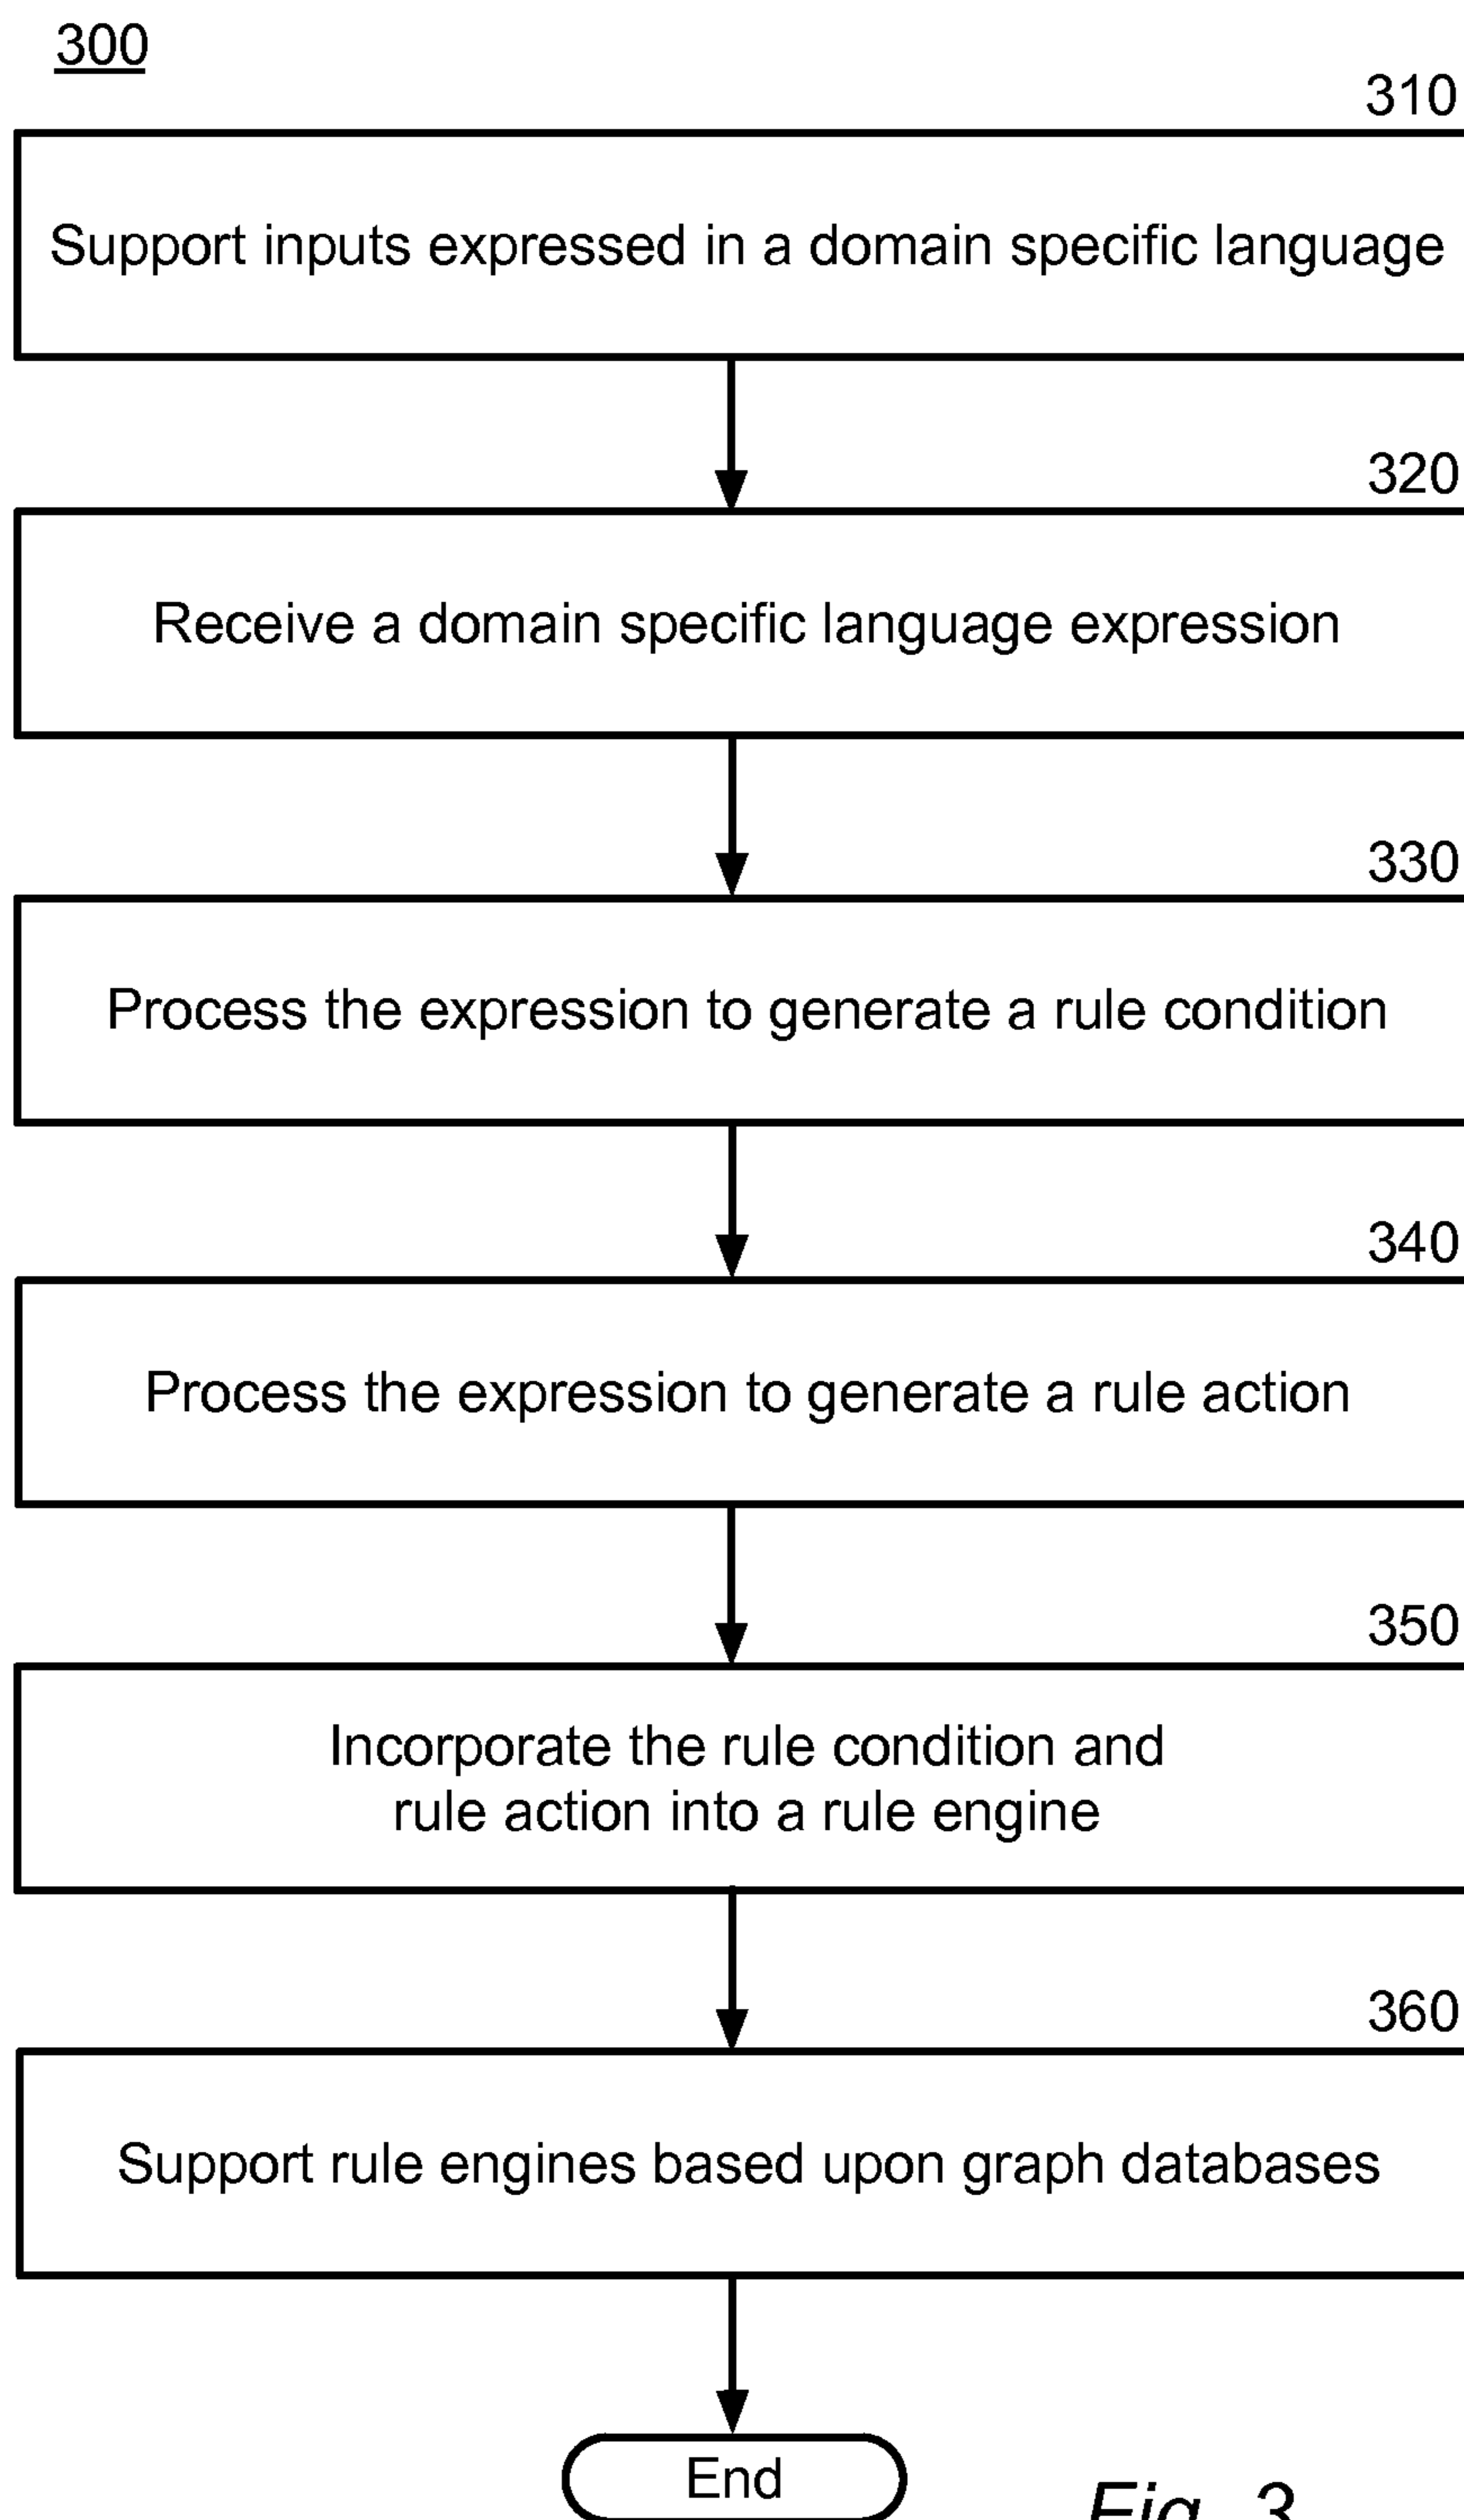 300
310
Support inputs expressed in a domain specific language
320
Receive a domain specific language expression
330
Process the expression to generate a rule condition
340
Process the expression to generate a rule action
350
Incorporate the rule condition and
rule action into a rule engine
360
Support rule engines based upon graph databases
End
Fig. 3